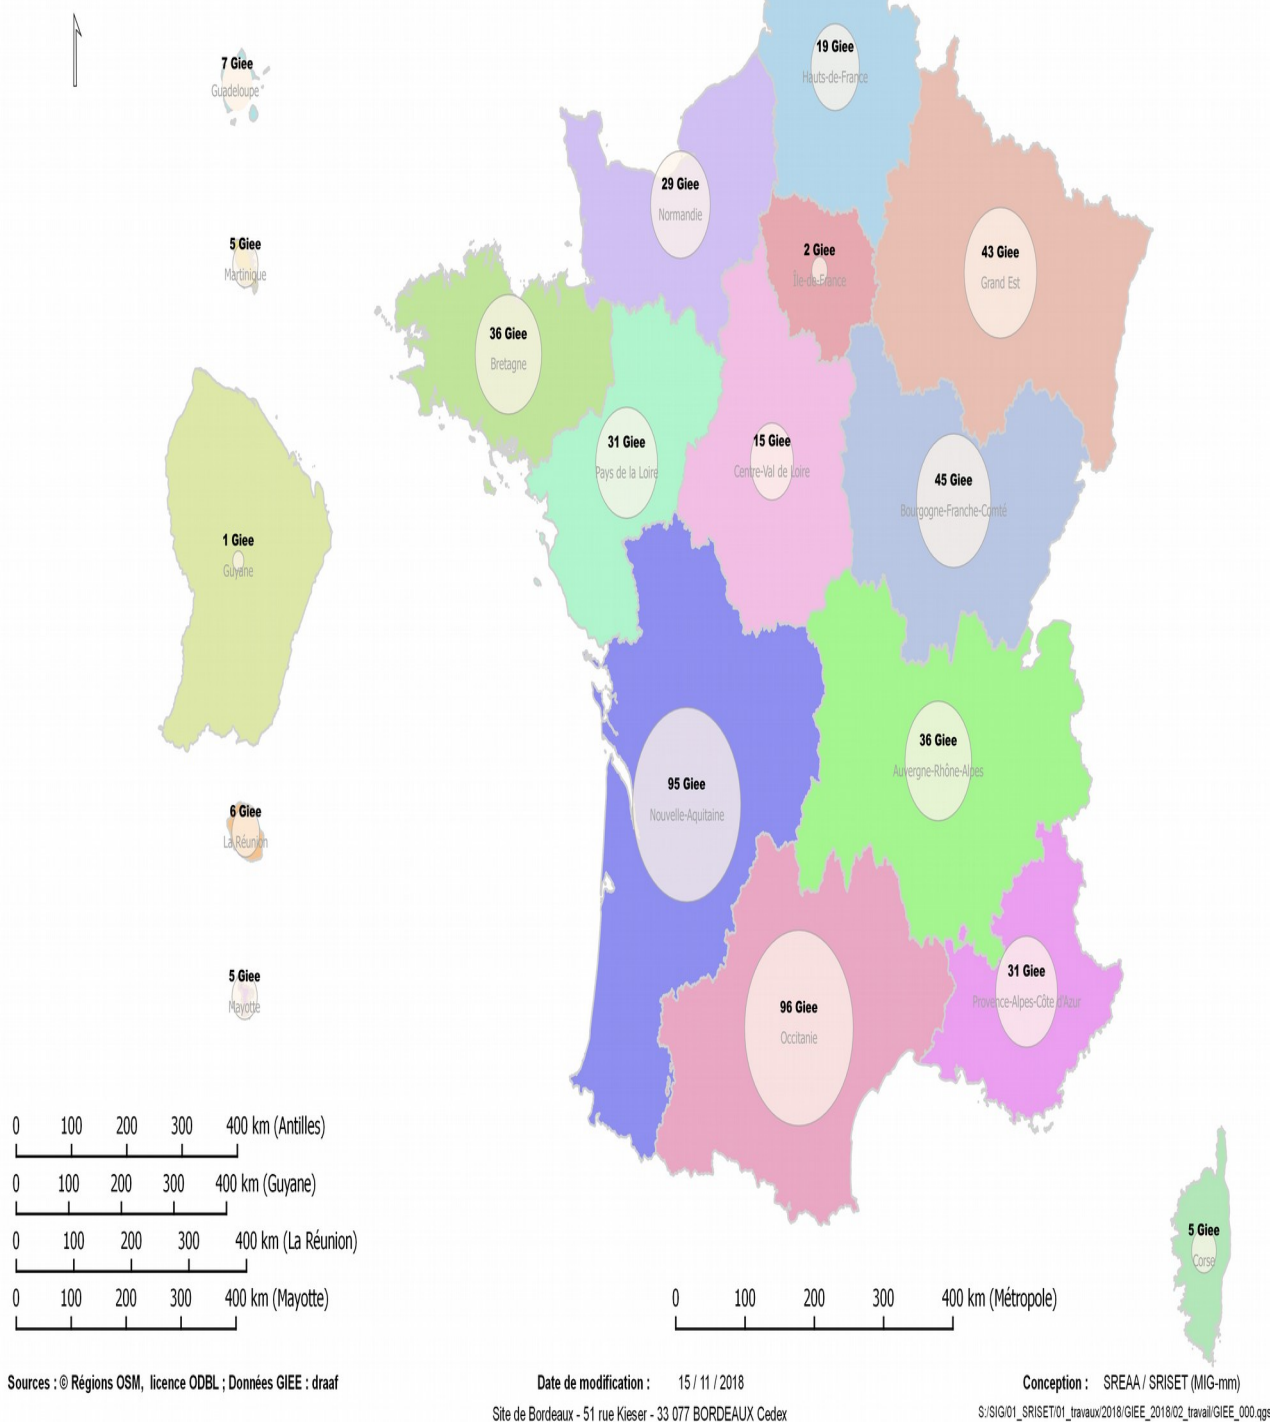 19 Giee
Hauts-de-France
7 Giee
Guadeloupe
29 Giee
Normandie
5 Giee
Martinique
2 Giee
Île-de-France
43 Giee
Grand Est
36 Giee
Bretagne
31 Giee
Pays de la Loire
15 Giee
Centre-Val de Loire
45 Giee
Bourgogne-Franche-Comté
1 Giee
Guyane
36 Giee
Auvergne-Rhône-Alpes
95 Giee
Nouvelle-Aquitaine
6 Giee
La Réunion
5 Giee
Mayotte
31 Giee
Provence-Alpes-Côte d'Azur
96 Giee
Occitanie
0 100 200 300 400 km (Antilles)
0 100 200 300 400 km (Guyane)
0 100 200 300 400 km (La Réunion)
0 100 200 300 400 km (Mayotte)
5 Giee
Corse
0 100 200 300 400 km (Métropole)
Sources : © Régions OSM, licence ODBL ; Données GIEE : draaf
Date de modification : 15 / 11 / 2018
Conception : SREAA / SRISET (MIG-mm)
Site de Bordeaux - 51 rue Kieser - 33 077 BORDEAUX Cedex
S:/SIG/01_SRISET/01_travaux/2018/GIEE_2018/02_travail/GIEE_000.qgs